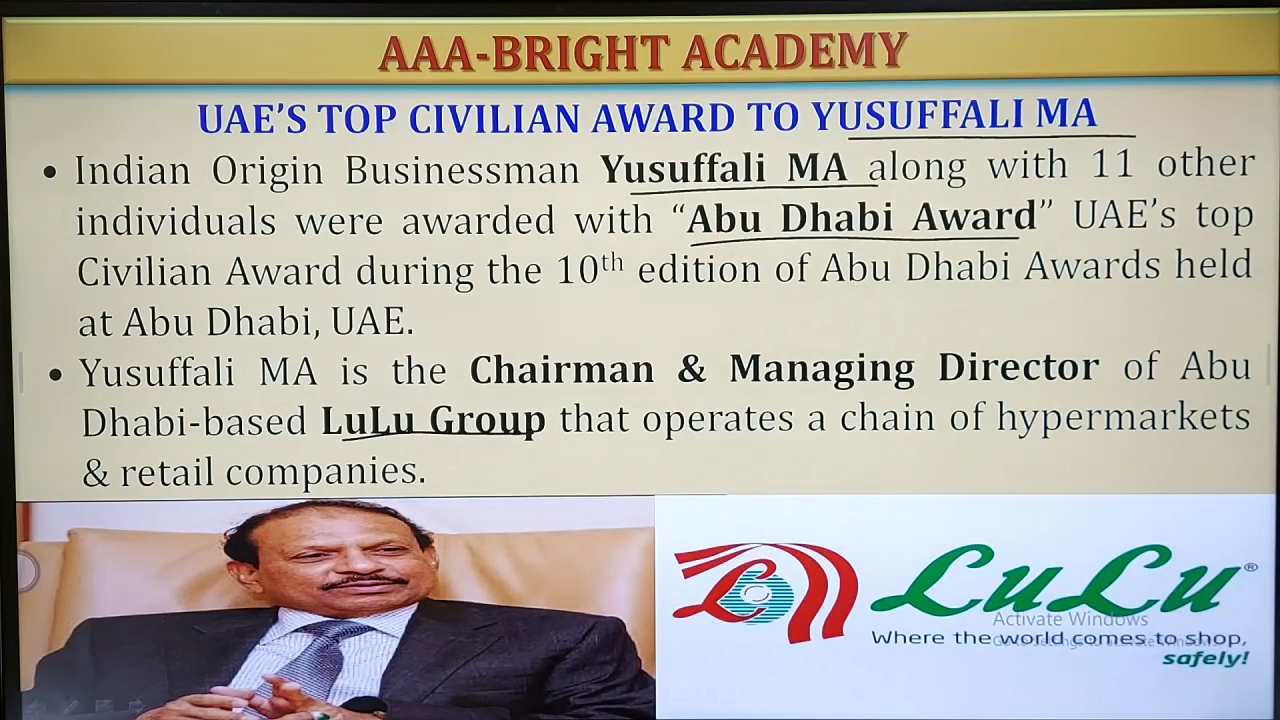 AAA-BRIGHT ACADEMY
UAE'S TOP CIVILIAN AWARD TO YUSUFFALI MA
• Indian Origin Businessman Yusuffali MA along with 11 other
individuals were awarded with “Abu Dhabi Award” UAE's top
Civilian Award during the 10th edition of Abu Dhabi Awards held
at Abu Dhabi, UAE.
• Yusuffali MA is the Chairman & Managing Director of Abu
Dhabi-based LuLu Group that operates a chain of hypermarkets
& retail companies.
L
LuLu®
Activate Windows
Where the world comes to shop,
safely!